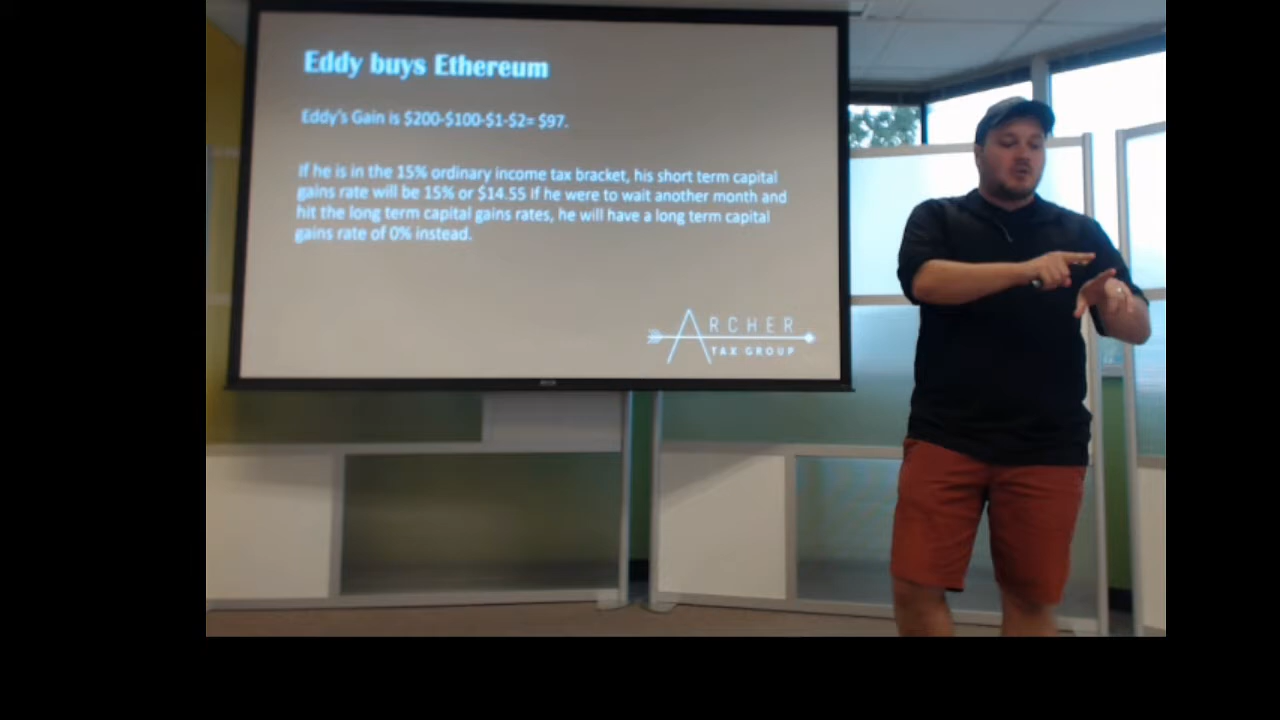 Eddy buys Ethereum
Eddy's Gain is $200-$100-$1-$2= $97.
If he is in the 15% ordinary income tax bracket, his short term capital
gains rate will be 15% or $14.55 If he were to wait another month and
hit the long term capital gains rates, he will have a long term capital
gains rate of 0% instead.
ARCHER
TAX GROUP